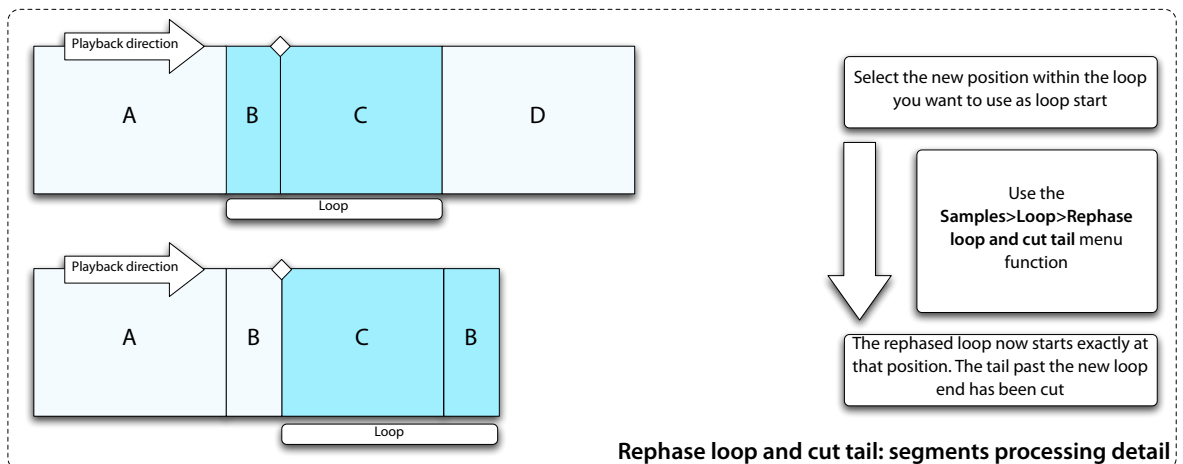 Playback direction
A
B
C
D
Loop
Playback direction
A
B
C
B
Loop
Select the new position within the loop
you want to use as loop start
Use the
Samples>Loop>Rephase
loop and cut tail menu
function
The rephased loop now starts exactly at
that position. The tail past the new loop
end has been cut
Rephase loop and cut tail: segments processing detail